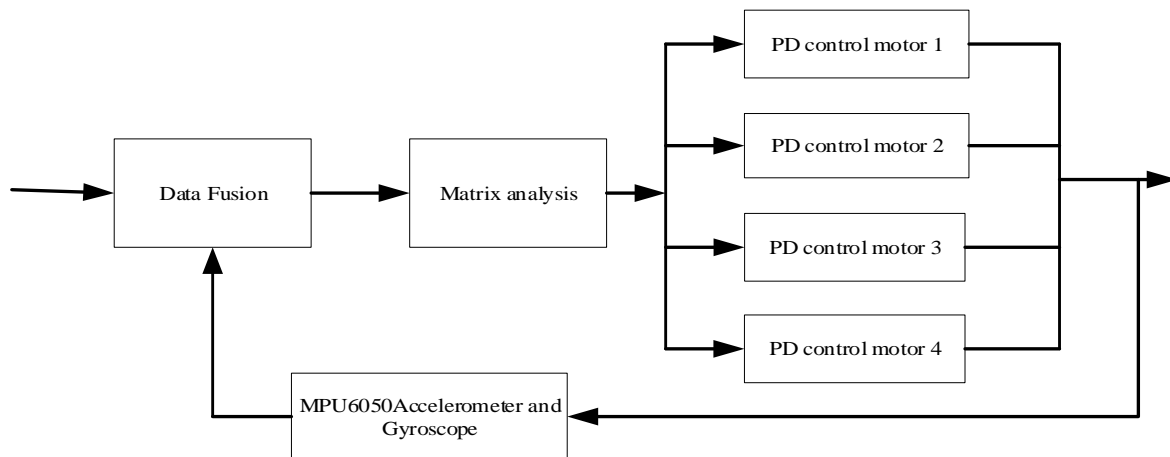 PD control motor 1
PD control motor 2
Data Fusion
Matrix analysis
PD control motor 3
PD control motor 4
MPU6050Accelerometer and
Gyroscope